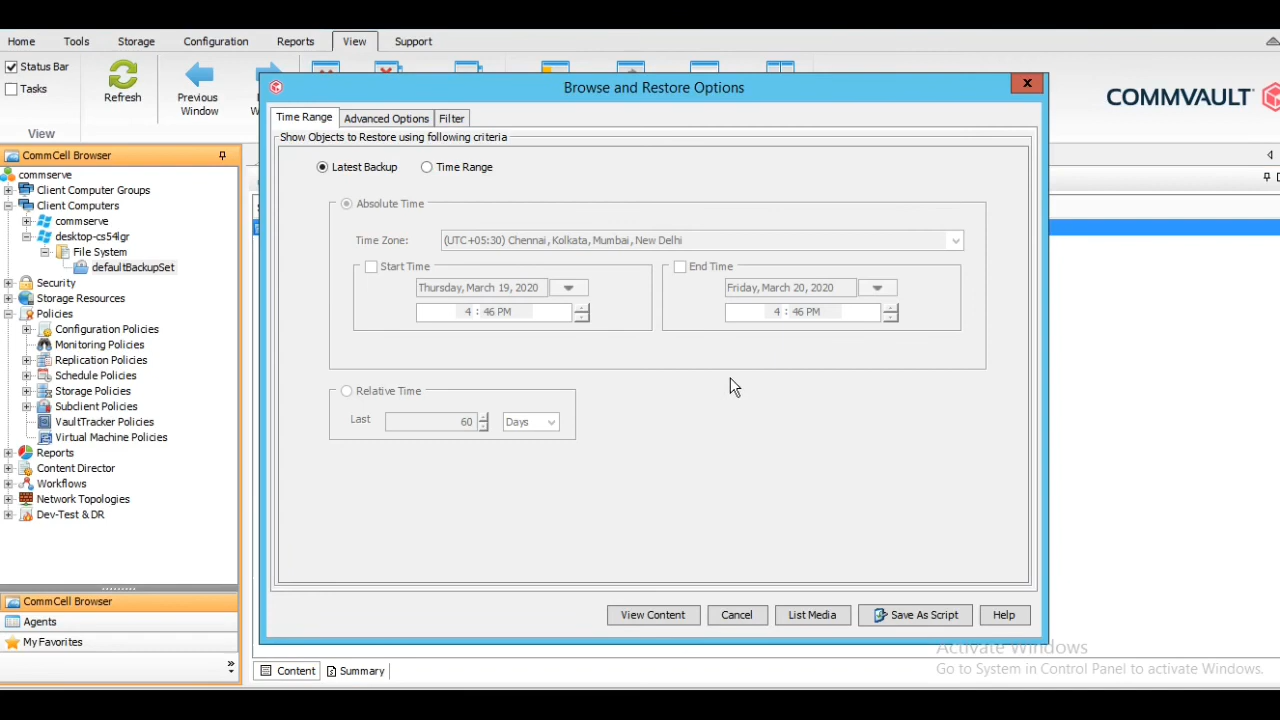 Home Tools Storage Configuration Reports View Support
Status Bar
Tasks
Refresh
Previous
Window
View
COMMVAULT
Browse and Restore Options
x
Time Range Advanced Options Filter
Show Objects to Restore using following criteria
Latest Backup Time Range
Absolute Time
Time Zone: (UTC+05:30) Chennai, Kolkata, Mumbai, New Delhi
Start Time End Time
Thursday, March 19, 2020 Friday, March 20, 2020
4 : 46 PM 4 : 46 PM
Relative Time
Last 60 Days
View Content Cancel List Media Save As Script Help
CommCell Browser
commserve
Client Computer Groups
Client Computers
commserve
desktop-cs54lgr
File System
defaultBackupSet
Security
Storage Resources
Policies
Configuration Policies
Monitoring Policies
Replication Policies
Schedule Policies
Storage Policies
Subclient Policies
VaultTracker Policies
Virtual Machine Policies
Reports
Content Director
Workflows
Network Topologies
Dev-Test & DR
CommCell Browser
Agents
My Favorites
»
Content Summary
Activate Windows
Go to System in Control Panel to activate Windows.